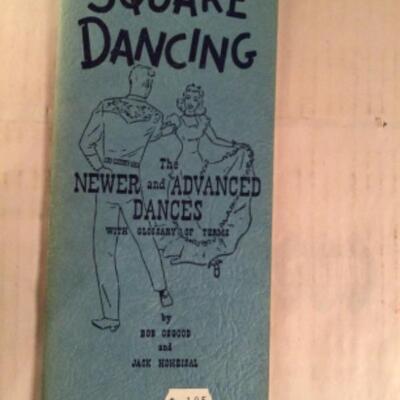 SQUARE
DANCING
The
NEWER and ADVANCED
DANCES
WITH GLOSSARY OF TERMS
by
BOB OSGOOD
and
JACK HOHEISAL